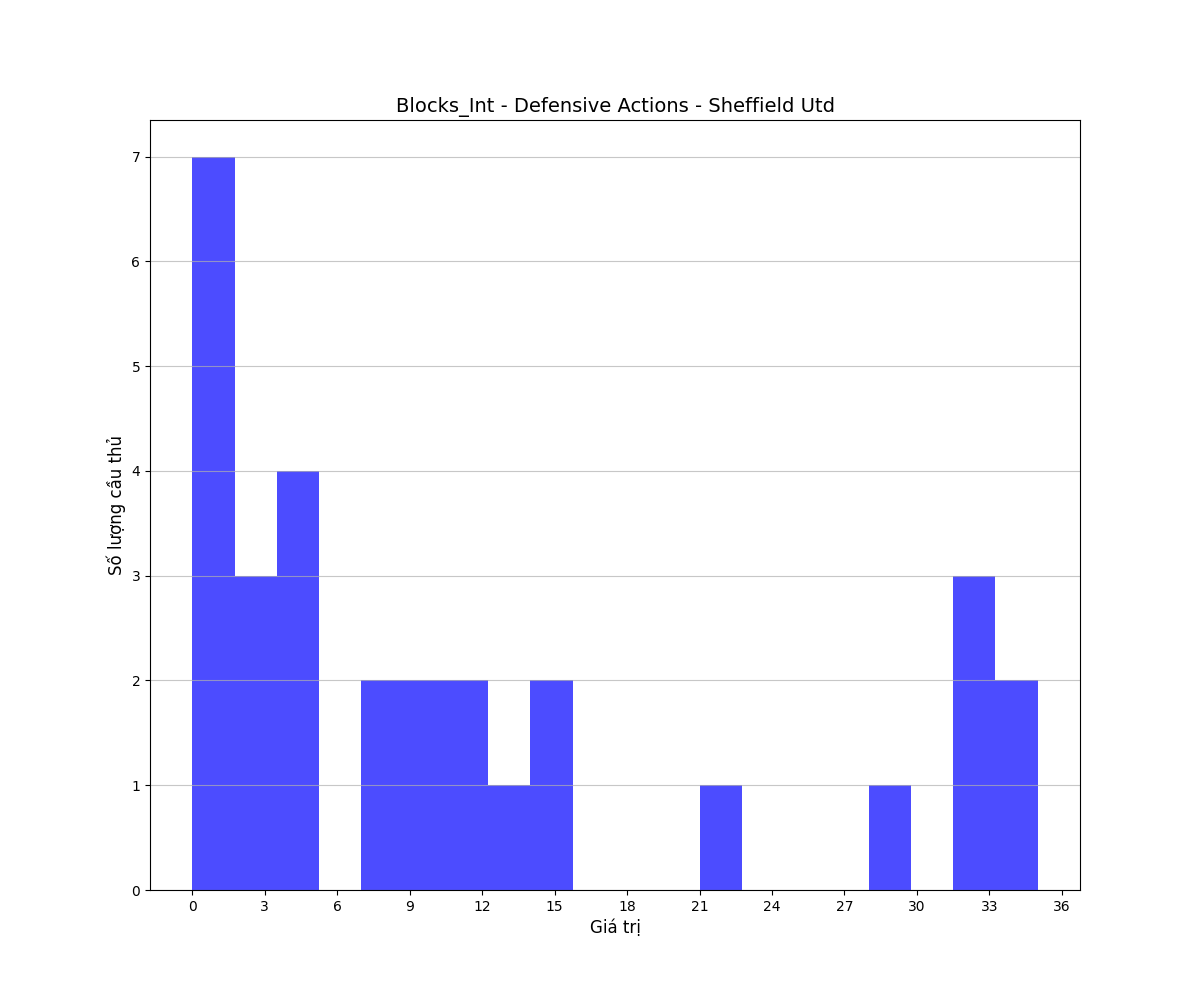 Blocks_Int - Defensive Actions - Sheffield Utd
7
6
5
4
3
2
1
0
Số lượng cầu thủ
0 3 6 9 12 15 18 21 24 27 30 33 36
Giá trị